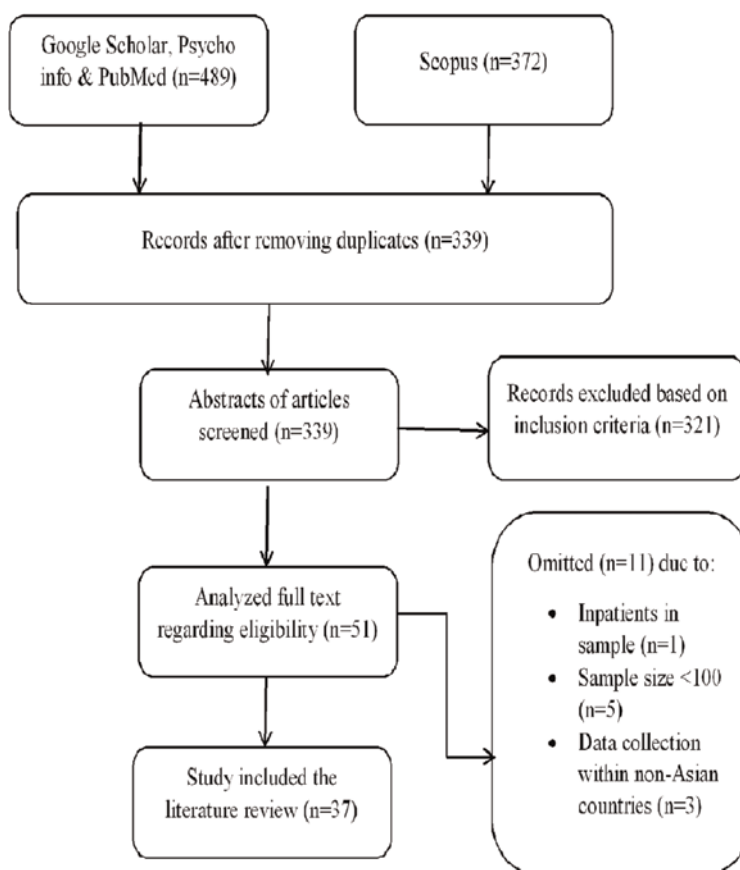 Google Scholar, Psycho
info & PubMed (n=489)
Scopus (n=372)
Records after removing duplicates (n=339)
Abstracts of articles
screened (n=339)
Records excluded based on
inclusion criteria (n=321)
Analyzed full text
regarding eligibility (n=51)
Omitted (n=11) due to:
• Inpatients in
sample (n=1)
• Sample size <100
(n=5)
• Data collection
within non-Asian
countries (n=3)
Study included the
literature review (n=37)